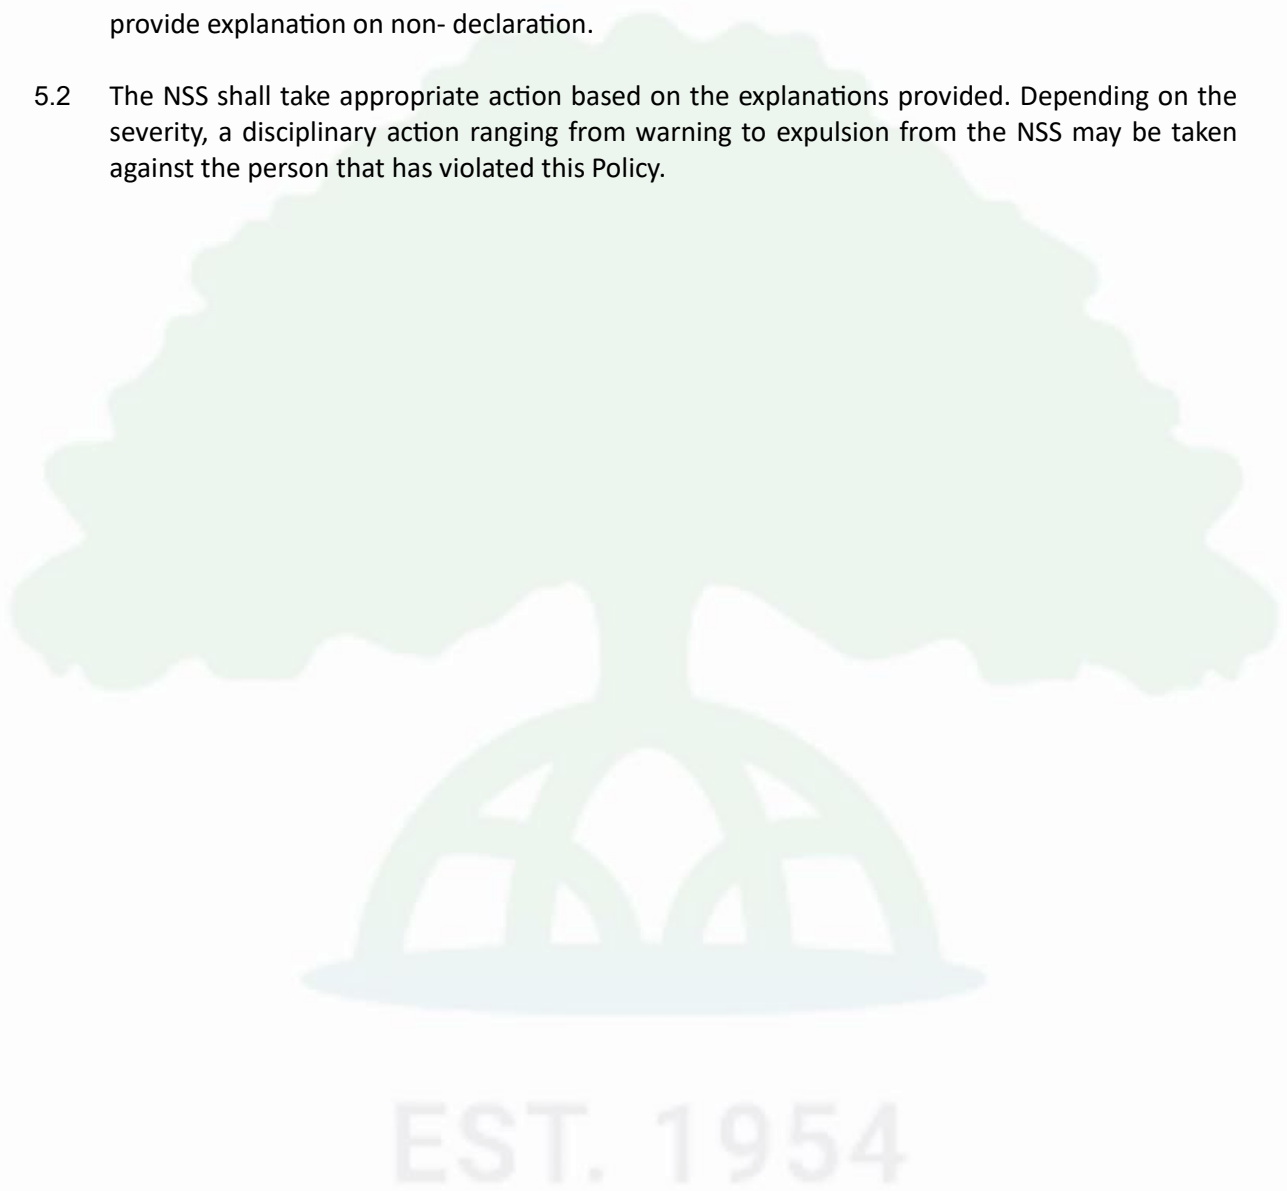 provide explanation on non- declaration.
5.2 The NSS shall take appropriate action based on the explanations provided. Depending on the
severity, a disciplinary action ranging from warning to expulsion from the NSS may be taken
against the person that has violated this Policy.
EST. 1954